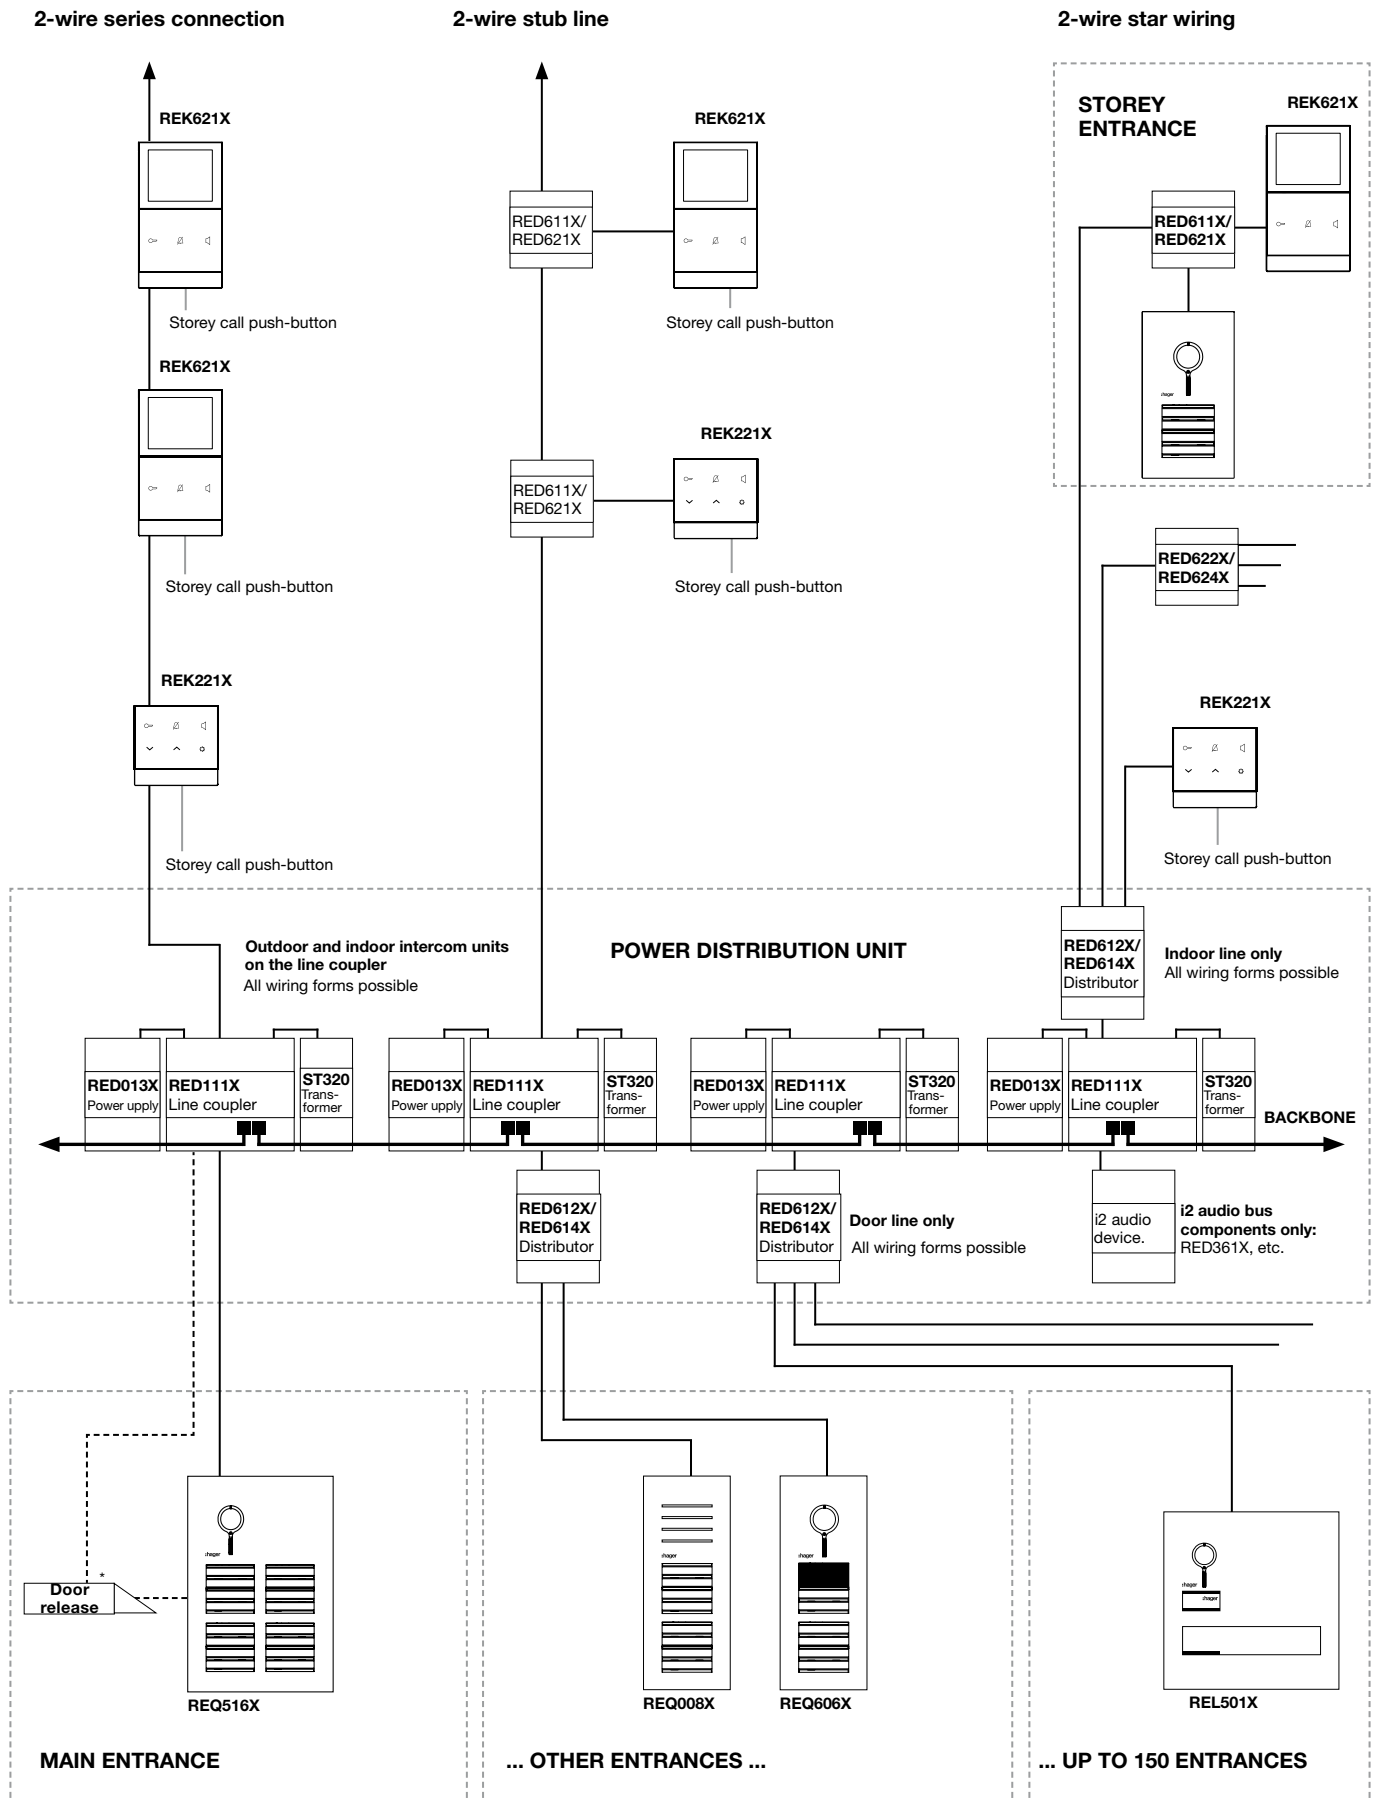 2-wire series connection
2-wire stub line
2-wire star wiring
REK621X
Storey call push-button
REK621X
Storey call push-button
REK221X
Storey call push-button
REK621X
RED611X/
RED621X
Storey call push-button
REK221X
RED611X/
RED621X
Storey call push-button
STOREY
ENTRANCE
REK621X
RED611X/
RED621X
:hager
RED622X/
RED624X
REK221X
Storey call push-button
Outdoor and indoor intercom units
on the line coupler
All wiring forms possible
POWER DISTRIBUTION UNIT
RED612X/
RED614X
Distributor
Indoor line only
All wiring forms possible
RED013X
Power upply
RED111X
Line coupler
ST320
Trans-
former
RED013X
Power upply
RED111X
Line coupler
ST320
Trans-
former
RED013X
Power upply
RED111X
Line coupler
ST320
Trans-
former
RED013X
Power upply
RED111X
Line coupler
ST320
Trans-
former
BACKBONE
RED612X/
RED614X
Distributor
RED612X/
RED614X
Distributor
Door line only
All wiring forms possible
i2 audio
device.
i2 audio bus
components only:
RED361X, etc.
*
Door
release
:hager
REQ516X
MAIN ENTRANCE
:hager
REQ008X
:hager
REQ606X
... OTHER ENTRANCES ...
:hager
:hager
REL501X
... UP TO 150 ENTRANCES